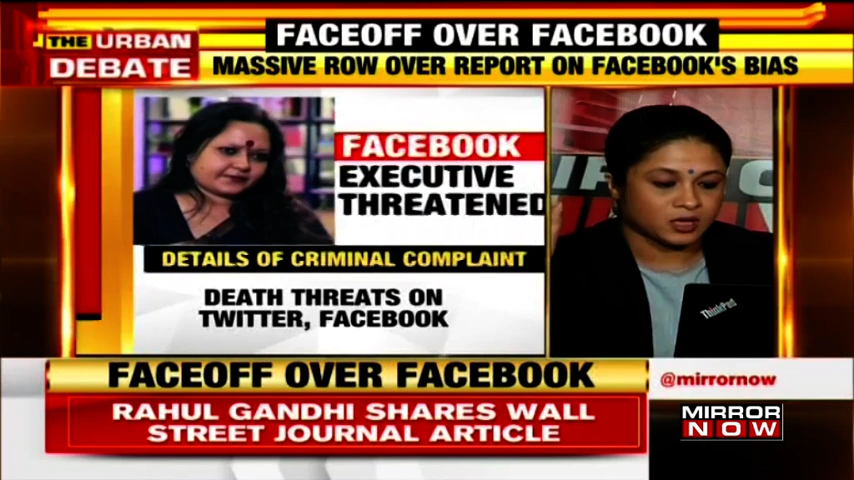 THE URBAN
DEBATE
FACEOFF OVER FACEBOOK
MASSIVE ROW OVER REPORT ON FACEBOOK'S BIAS
FACEBOOK
EXECUTIVE
THREATENED
DETAILS OF CRIMINAL COMPLAINT
DEATH THREATS ON
TWITTER, FACEBOOK
ThinkPad
FACEOFF OVER FACEBOOK
@mirrornow
RAHUL GANDHI SHARES WALL
STREET JOURNAL ARTICLE
MIRROR
NOW